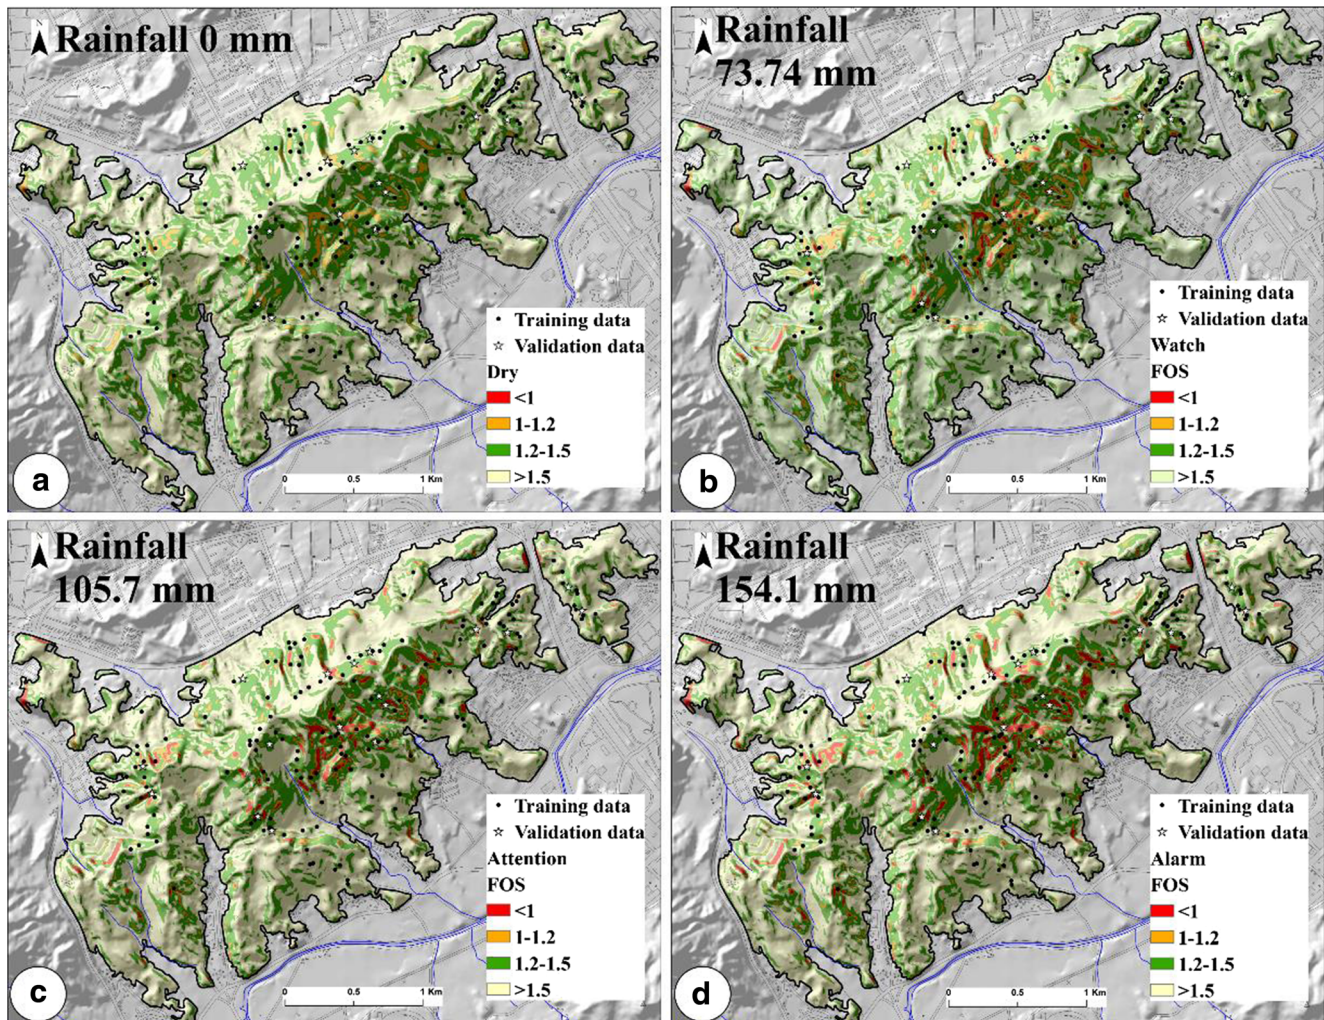 N
Rainfall 0 mm
Training data
Validation data
Dry
<1
1-1.2
1.2-1.5
>1.5
0 0.5 1 Km
a
N
Rainfall
73.74 mm
Training data
Validation data
Watch
FOS
<1
1-1.2
1.2-1.5
>1.5
0 0.5 1 Km
b
N
Rainfall
105.7 mm
Training data
Validation data
Attention
FOS
<1
1-1.2
1.2-1.5
>1.5
0 0.5 1 Km
c
N
Rainfall
154.1 mm
Training data
Validation data
Alarm
FOS
<1
1-1.2
1.2-1.5
>1.5
0 0.5 1 Km
d